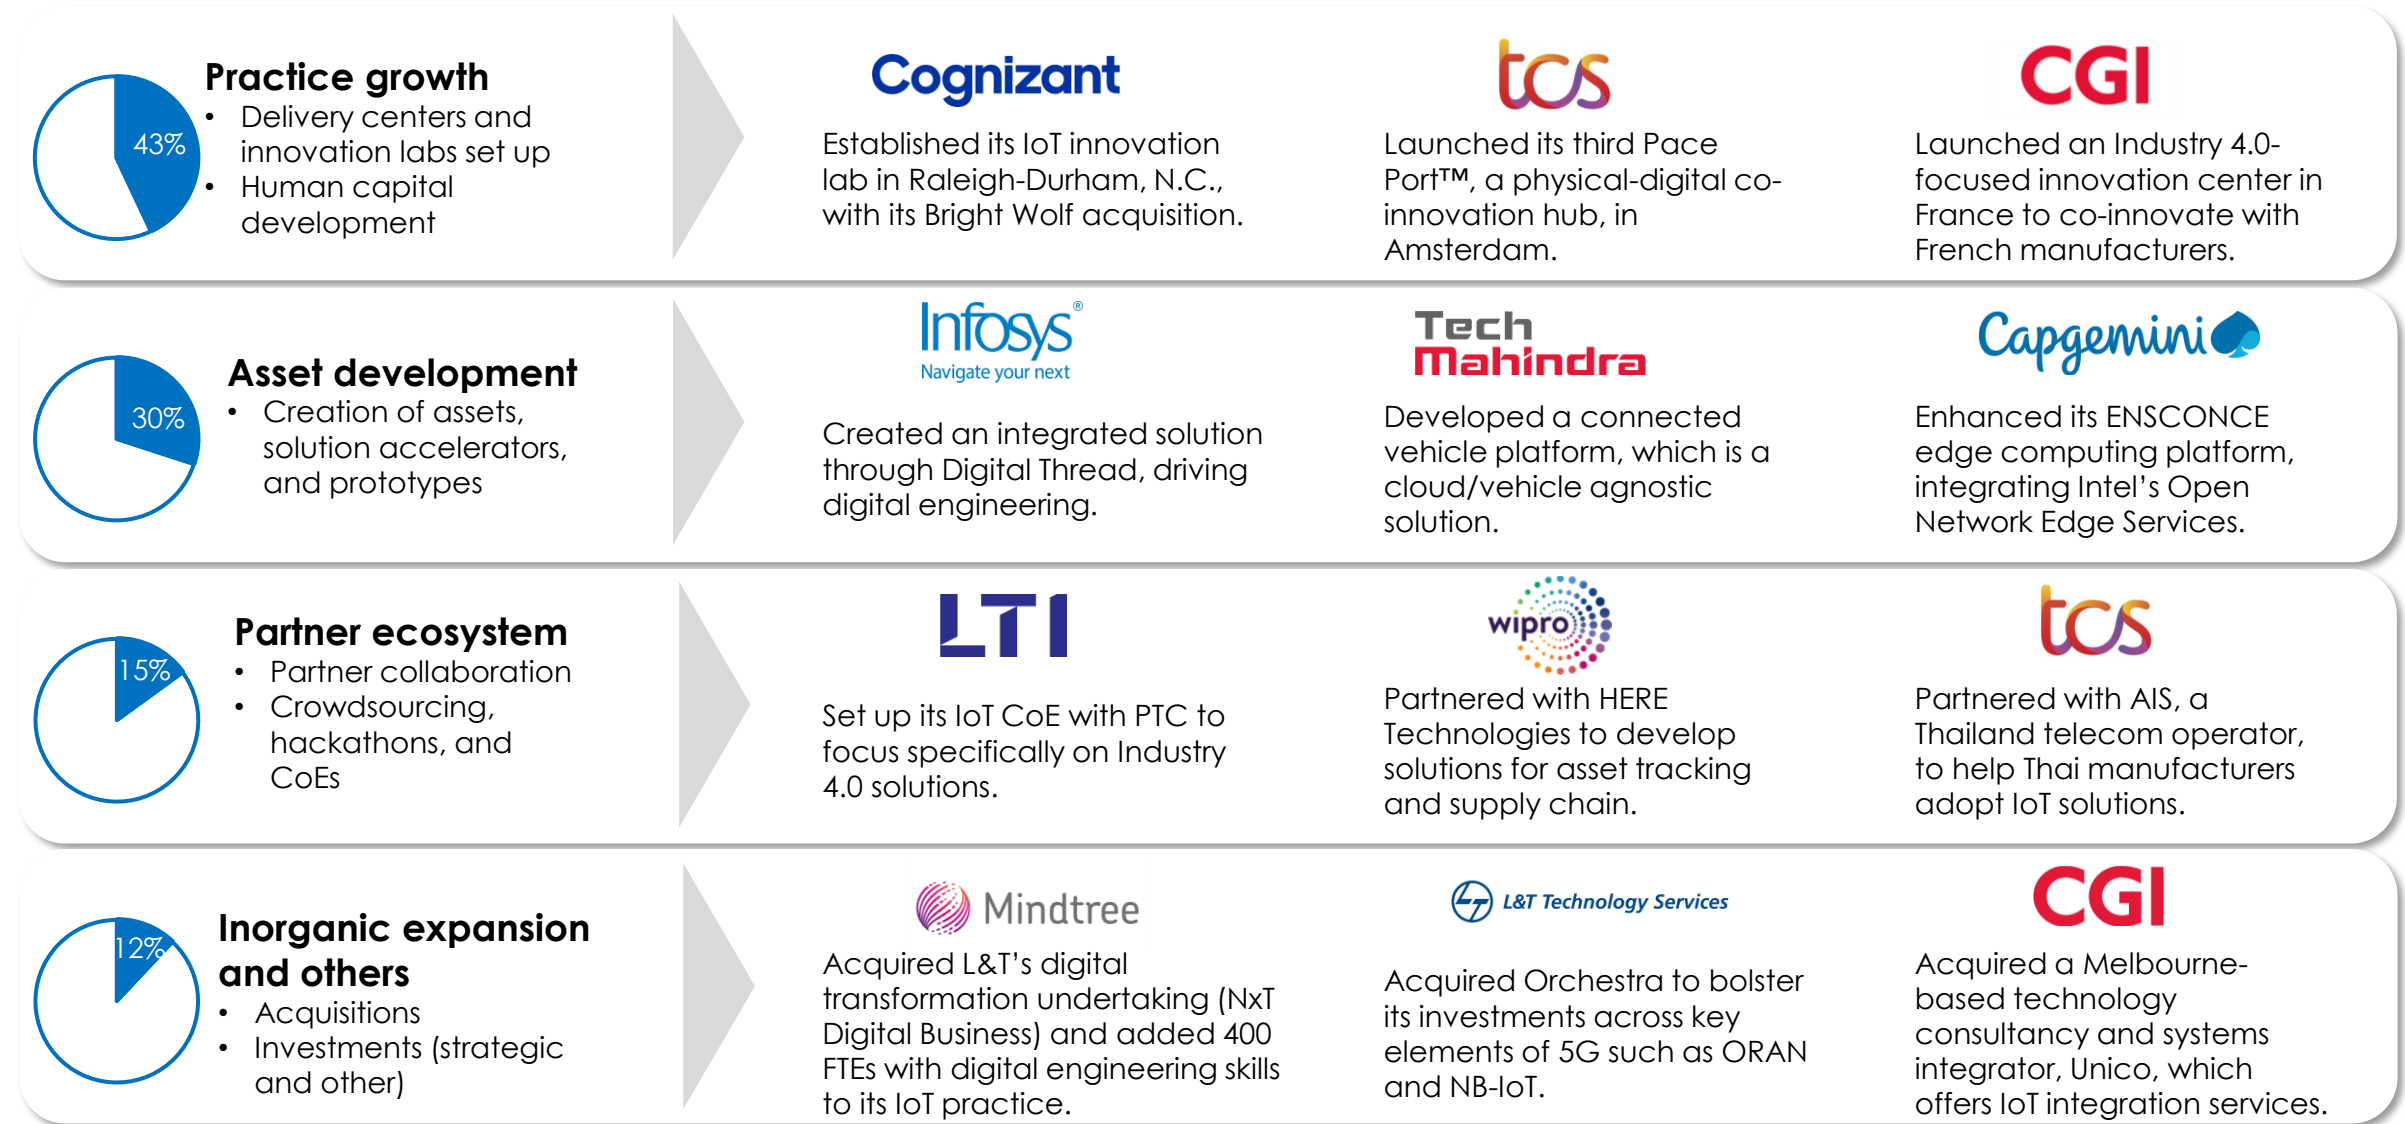 43%
Practice growth
• Delivery centers and
innovation labs set up
• Human capital
development
Cognizant
Established its IoT innovation
lab in Raleigh-Durham, N.C.,
with its Bright Wolf acquisition.
tcs
Launched its third Pace
Port™, a physical-digital co-
innovation hub, in
Amsterdam.
CGI
Launched an Industry 4.0-
focused innovation center in
France to co-innovate with
French manufacturers.
30%
Asset development
• Creation of assets,
solution accelerators,
and prototypes
Infosys®
Navigate your next
Created an integrated solution
through Digital Thread, driving
digital engineering.
Tech
Mahindra
Developed a connected
vehicle platform, which is a
cloud/vehicle agnostic
solution.
Capgemini
Enhanced its ENSCONCE
edge computing platform,
integrating Intel’s Open
Network Edge Services.
15%
Partner ecosystem
• Partner collaboration
• Crowdsourcing,
hackathons, and
CoEs
LTI
Set up its IoT CoE with PTC to
focus specifically on Industry
4.0 solutions.
wipro
Partnered with HERE
Technologies to develop
solutions for asset tracking
and supply chain.
tcs
Partnered with AIS, a
Thailand telecom operator,
to help Thai manufacturers
adopt IoT solutions.
12%
Inorganic expansion
and others
• Acquisitions
• Investments (strategic
and other)
Mindtree
Acquired L&T’s digital
transformation undertaking (NxT
Digital Business) and added 400
FTEs with digital engineering skills
to its IoT practice.
L&T Technology Services
Acquired Orchestra to bolster
its investments across key
elements of 5G such as ORAN
and NB-IoT.
CGI
Acquired a Melbourne-
based technology
consultancy and systems
integrator, Unico, which
offers IoT integration services.